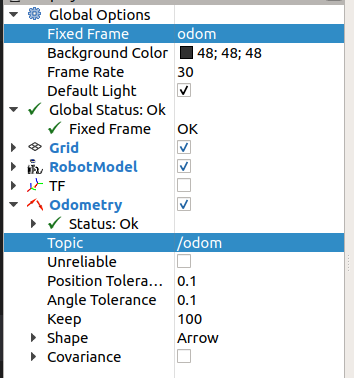 Global Options
Fixed Frame odom
Background Color 48; 48; 48
Frame Rate 30
Default Light
Global Status: Ok
Fixed Frame OK
Grid
RobotModel
TF
Odometry
Status: Ok
Topic /odom
Unreliable
Position Tolera... 0.1
Angle Tolerance 0.1
Keep 100
Shape Arrow
Covariance